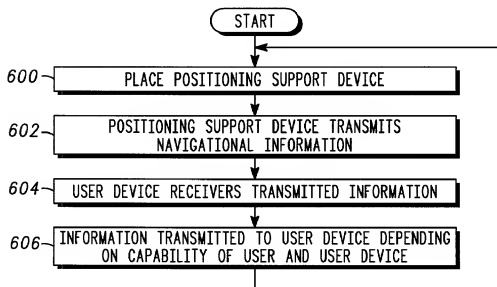 START
600
PLACE POSITIONING SUPPORT DEVICE
602
POSITIONING SUPPORT DEVICE TRANSMITS
NAVIGATIONAL INFORMATION
604
USER DEVICE RECEIVERS TRANSMITTED INFORMATION
606
INFORMATION TRANSMITTED TO USER DEVICE DEPENDING
ON CAPABILITY OF USER AND USER DEVICE